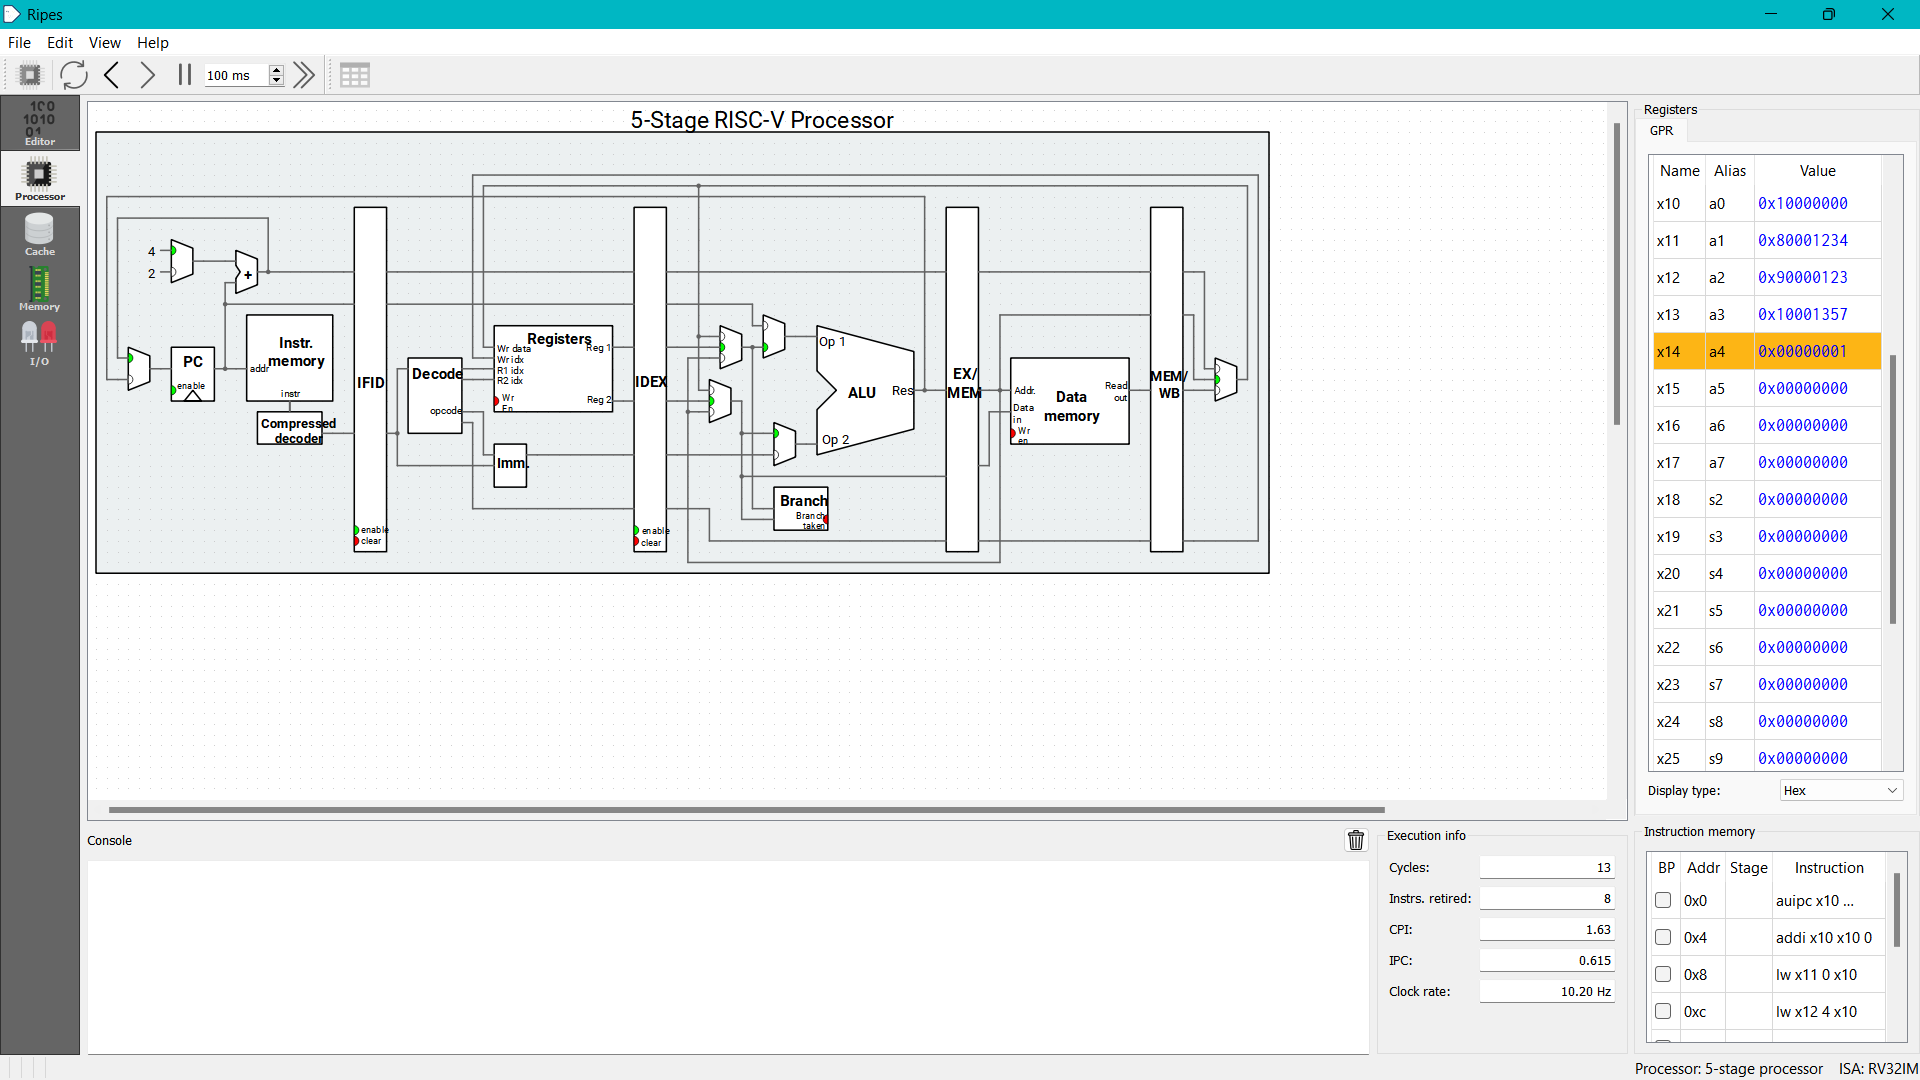 Ripes
File Edit View Help
100 ms
Editor
Processor
Cache
Memory
I/O
5-Stage RISC-V Processor
4
2
+
PC
enable
Instr.
memory
addr
instr
Compressed
decoder
IFID
enable
clear
Decode
opcode
Registers
Wr data
Wr idx
R1 idx
R2 idx
Wr
En
Reg 1
Reg 2
Imm.
IDEX
enable
clear
Op 1
ALU
Res
Op 2
Branch
Branch
taken
EX/
MEM
Addr.
Data
in
Wr
en
Data
memory
Read
out
MEM/
WB
Registers
GPR
Name Alias Value
x10 a0 0x10000000
x11 a1 0x80001234
x12 a2 0x90000123
x13 a3 0x10001357
x14 a4 0x00000001
x15 a5 0x00000000
x16 a6 0x00000000
x17 a7 0x00000000
x18 s2 0x00000000
x19 s3 0x00000000
x20 s4 0x00000000
x21 s5 0x00000000
x22 s6 0x00000000
x23 s7 0x00000000
x24 s8 0x00000000
x25 s9 0x00000000
Display type: Hex
Console
Execution info
Cycles: 13
Instrs. retired: 8
CPI: 1.63
IPC: 0.615
Clock rate: 10.20 Hz
Instruction memory
BP Addr Stage Instruction
0x0 auipc x10 ...
0x4 addi x10 x10 0
0x8 lw x11 0 x10
0xc lw x12 4 x10
Processor: 5-stage processor ISA: RV32IM